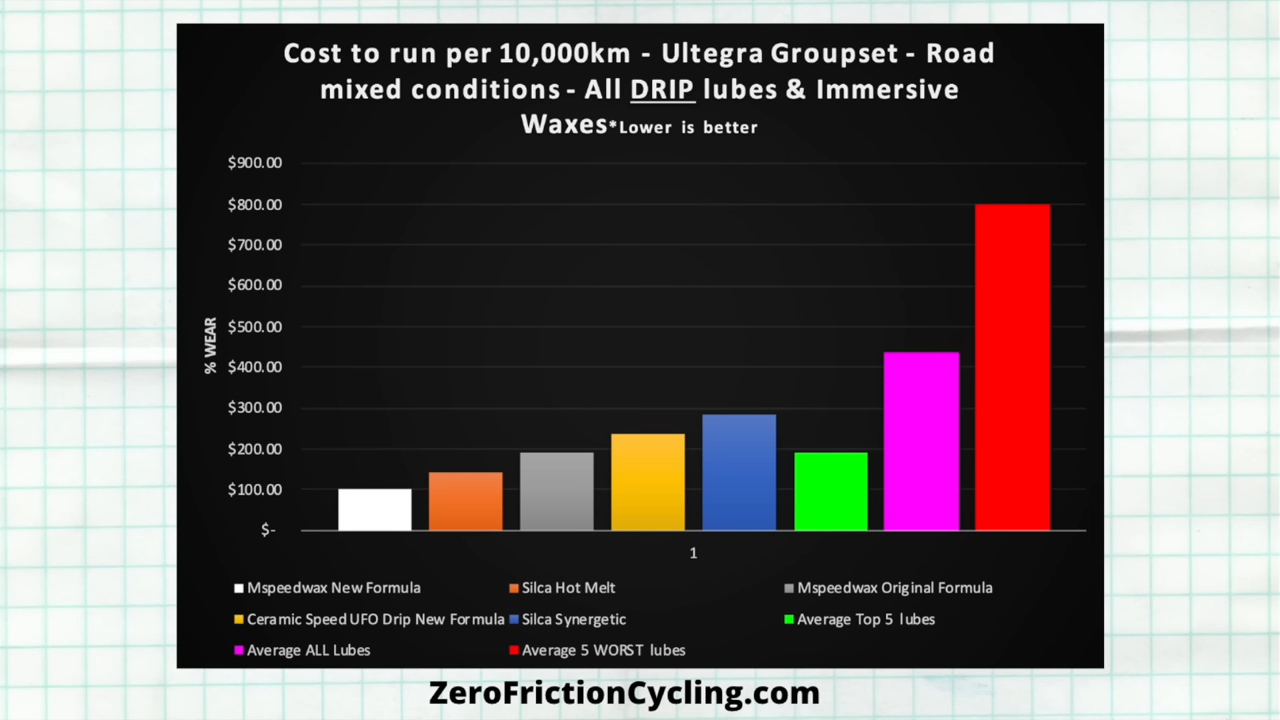 Cost to run per 10,000km - Ultegra Groupset - Road
mixed conditions - All DRIP lubes & Immersive
Waxes*Lower is better
$900.00
$800.00
$700.00
$600.00
$500.00
$400.00
$300.00
$200.00
$100.00
$-
% WEAR
1
Mspeedwax New Formula
Silca Hot Melt
Mspeedwax Original Formula
Ceramic Speed UFO Drip New Formula
Silca Synergetic
Average Top 5 lubes
Average ALL Lubes
Average 5 WORST lubes
ZeroFrictionCycling.com